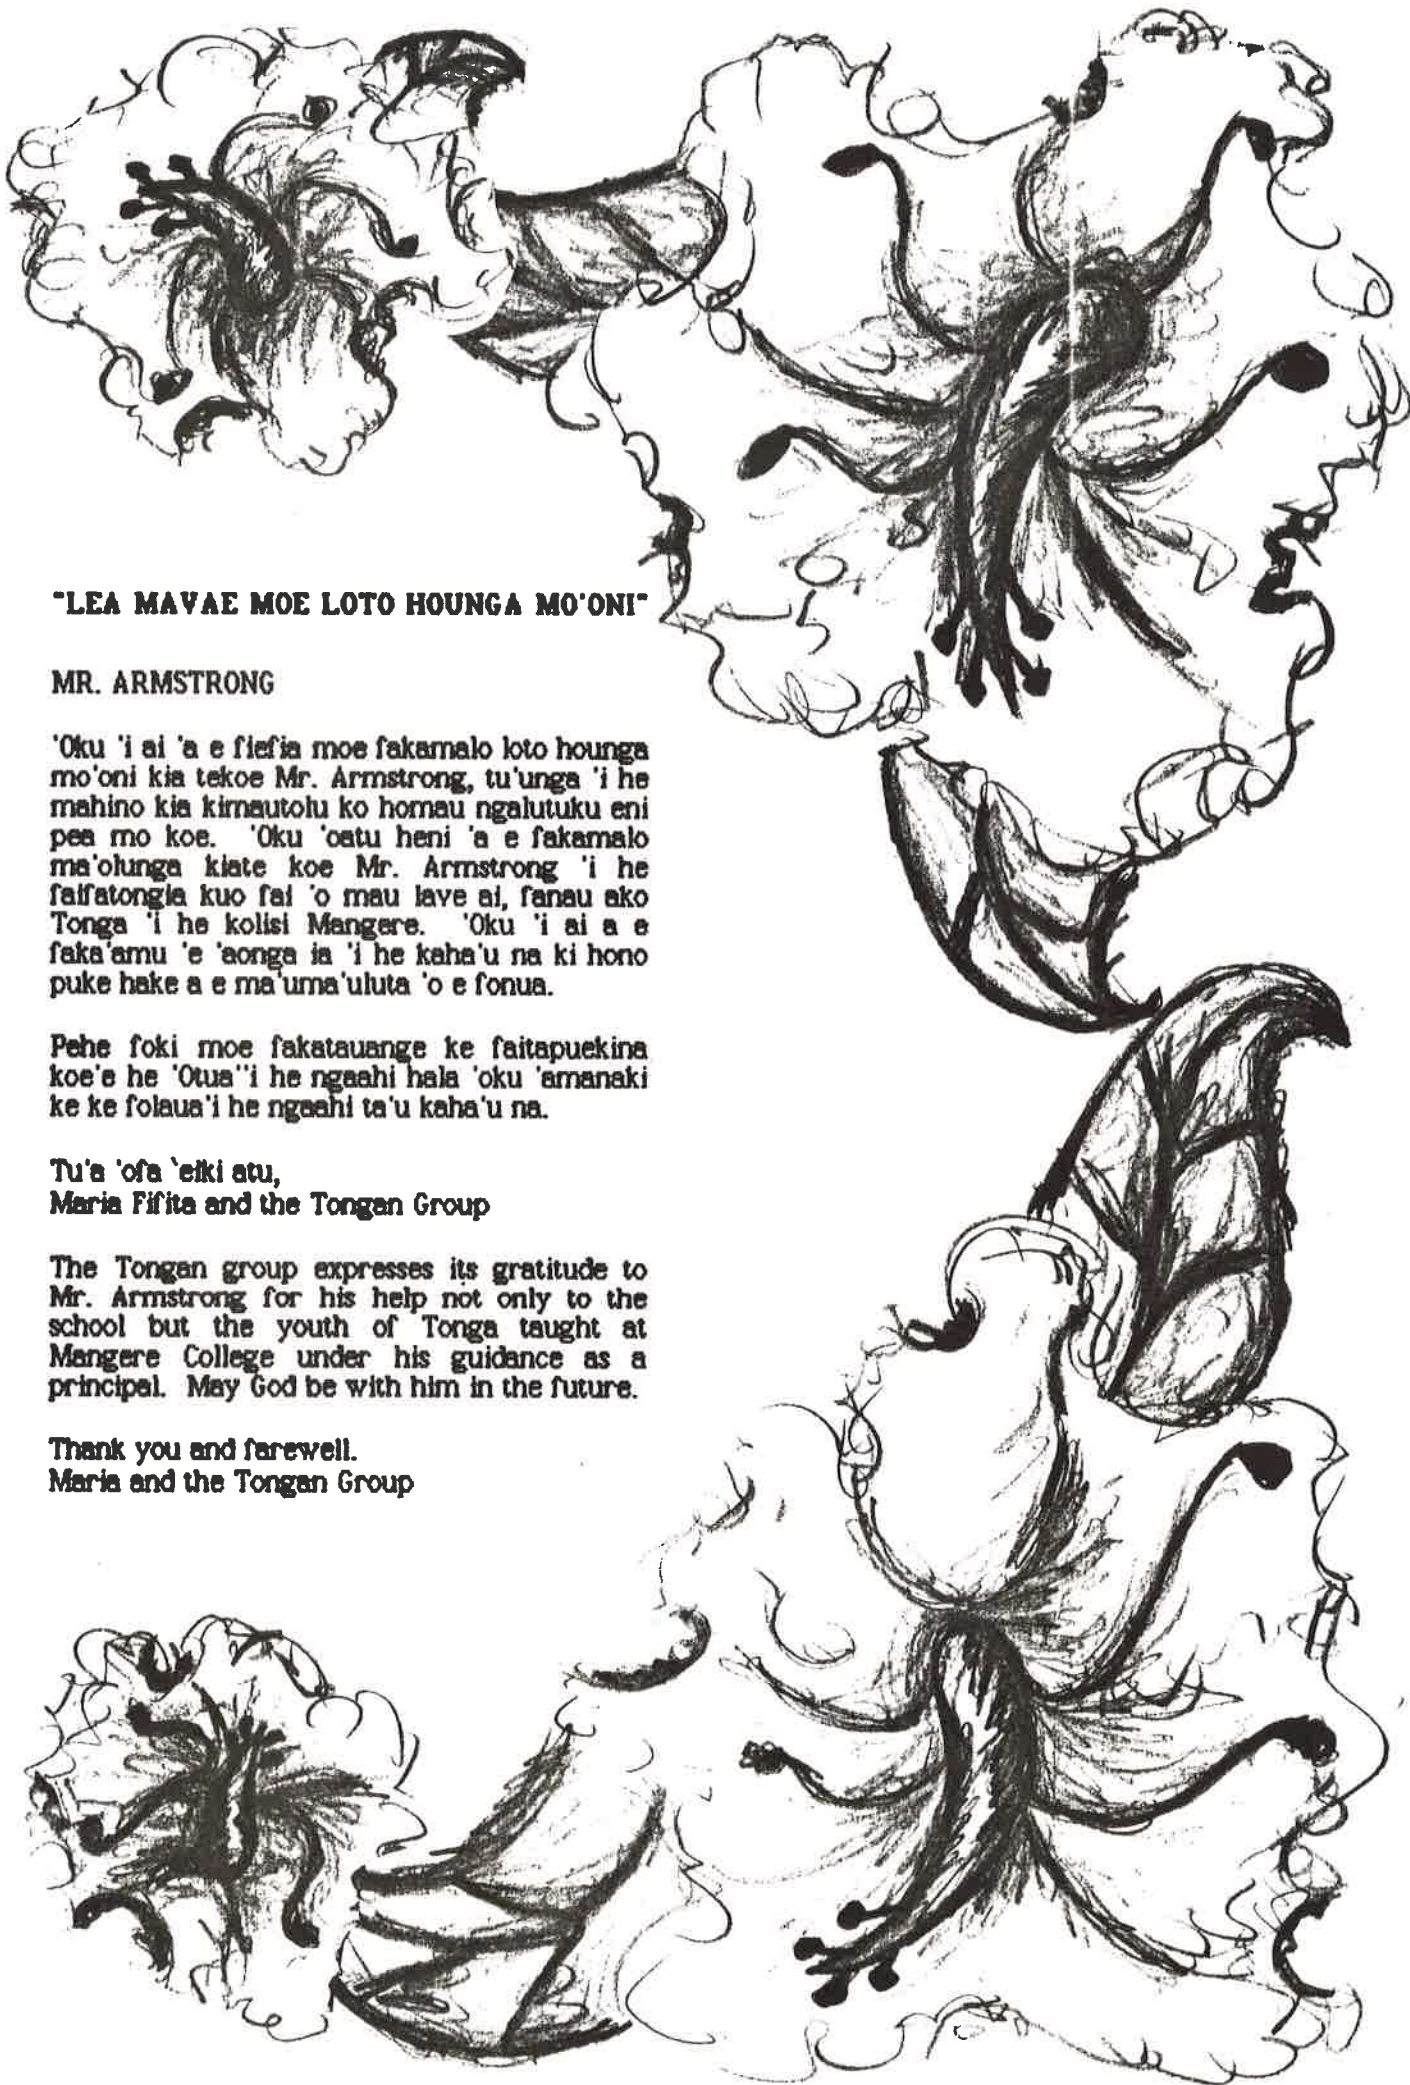 "LEA MAVAE MOE LOTO HOUNGA MO'ONI"
MR. ARMSTRONG
'Oku 'i ai 'a e fiefia moe fakamalo loto hounga
mo'oni kia tekoe Mr. Armstrong, tu'unga 'i he
mahino kia kimautolu ko homau ngalutuku eni
pea mo koe. 'Oku 'oatu heni 'a e fakamalo
ma'olunga kiate koe Mr. Armstrong 'i he
faifatongia kuo fai 'o mau lave ai, fanau ako
Tonga 'i he kolisi Mangere. 'Oku 'i ai a e
faka'amu 'e 'aonga ia 'i he kaha'u na ki hono
puke hake a e ma'uma'uluta 'o e fonua.
Pehe foki moe fakatauange ke faitapuekina
koe'e he 'Otua''i he ngaahi hala 'oku 'amanaki
ke ke folaua'i he ngaahi ta'u kaha'u na.
Tu'a 'ofa 'eiki atu,
Maria Fifita and the Tongan Group
The Tongan group expresses its gratitude to
Mr. Armstrong for his help not only to the
school but the youth of Tonga taught at
Mangere College under his guidance as a
principal. May God be with him in the future.
Thank you and farewell.
Maria and the Tongan Group